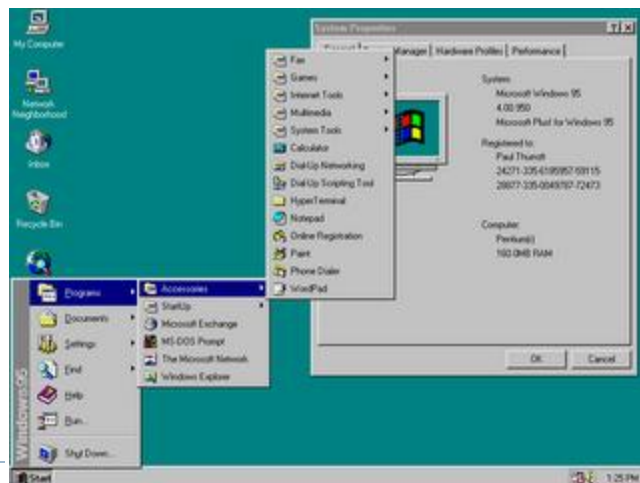 My Computer
Network
Neighborhood
Inbox
Recycle Bin
System Properties
Manager
Hardware Profiles
Performance
System:
Microsoft Windows 95
4.00.950
Microsoft Plus! for Windows 95
Registered to:
Paul Thurrott
Computer:
Pentium(r)
160.0MB RAM
OK
Cancel
Fax
Games
Internet Tools
Multimedia
System Tools
Calculator
Dial-Up Networking
Dial-Up Scripting Tool
HyperTerminal
Notepad
Online Registration
Paint
Phone Dialer
WordPad
Accessories
StartUp
Microsoft Exchange
MS-DOS Prompt
The Microsoft Network
Windows Explorer
Programs
Documents
Settings
Find
Help
Run...
Shut Down...
Windows95
Start
1:25 PM